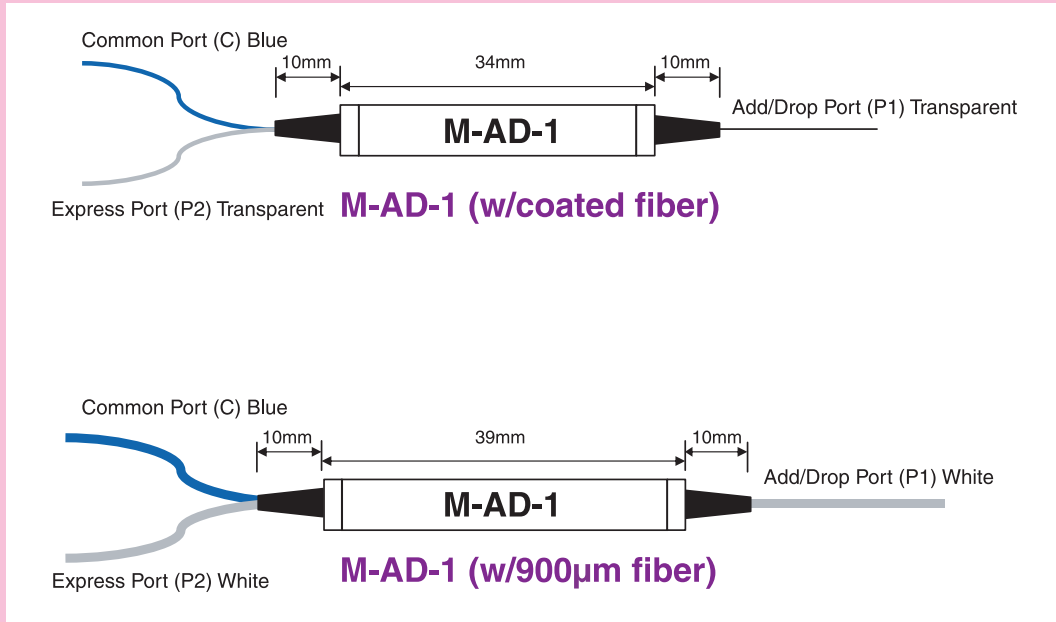 Common Port (C) Blue
10mm
34mm
10mm
Add/Drop Port (P1) Transparent
M-AD-1
Express Port (P2) Transparent
M-AD-1 (w/coated fiber)
Common Port (C) Blue
10mm
39mm
10mm
Add/Drop Port (P1) White
M-AD-1
Express Port (P2) White
M-AD-1 (w/900µm fiber)